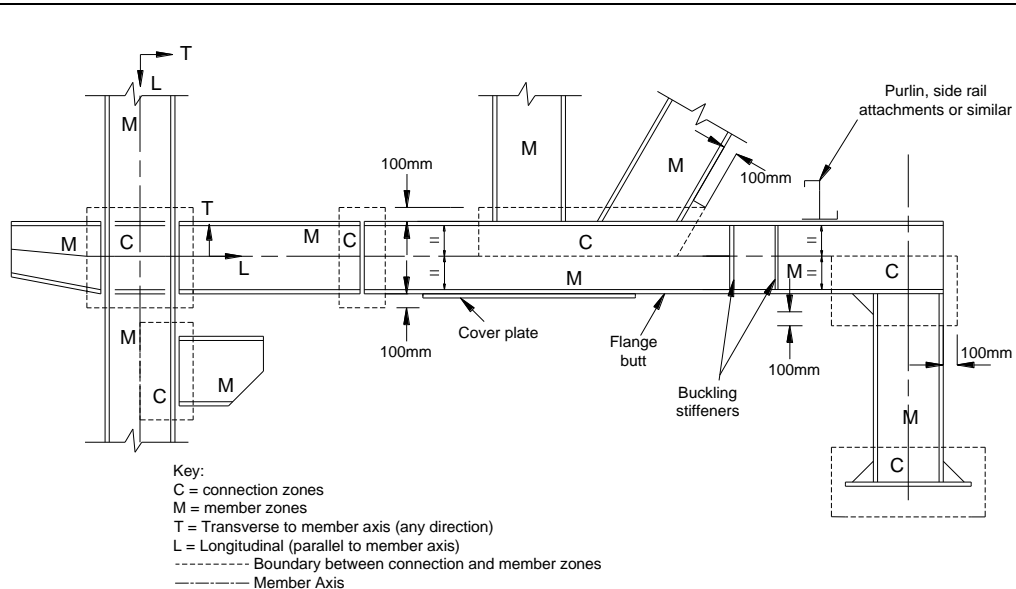 T
L
Purlin, side rail
attachments or similar
M
M
M
100mm
100mm
T
M
C
M
C
C
L
M
M
C
M
Cover plate
Flange
butt
100mm
100mm
100mm
M
C
M
Buckling
stiffeners
M
C
Key:
C = connection zones
M = member zones
T = Transverse to member axis (any direction)
L = Longitudinal (parallel to member axis)
Boundary between connection and member zones
Member Axis